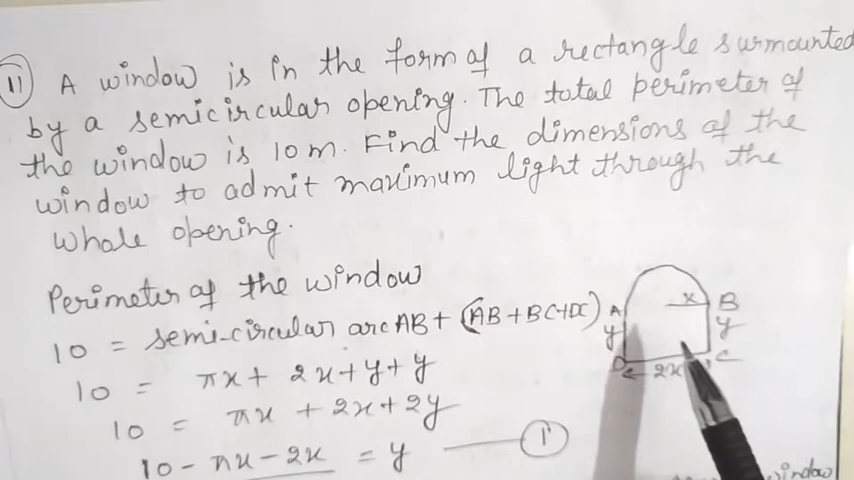 11 A window is in the form of a rectangle surmounted
by a semicircular opening. The total perimeter of
the window is 10m. Find the dimensions of the
window to admit maximum light through the
whole opening.
Perimeter of the window
10 = semi-circular arc AB + (AB + BC + DC)
10 = πx + 2x + y + y
10 = πx + 2x + 2y
10 - πx - 2x = y 1
x
A B
y y
D C
← 2x
window